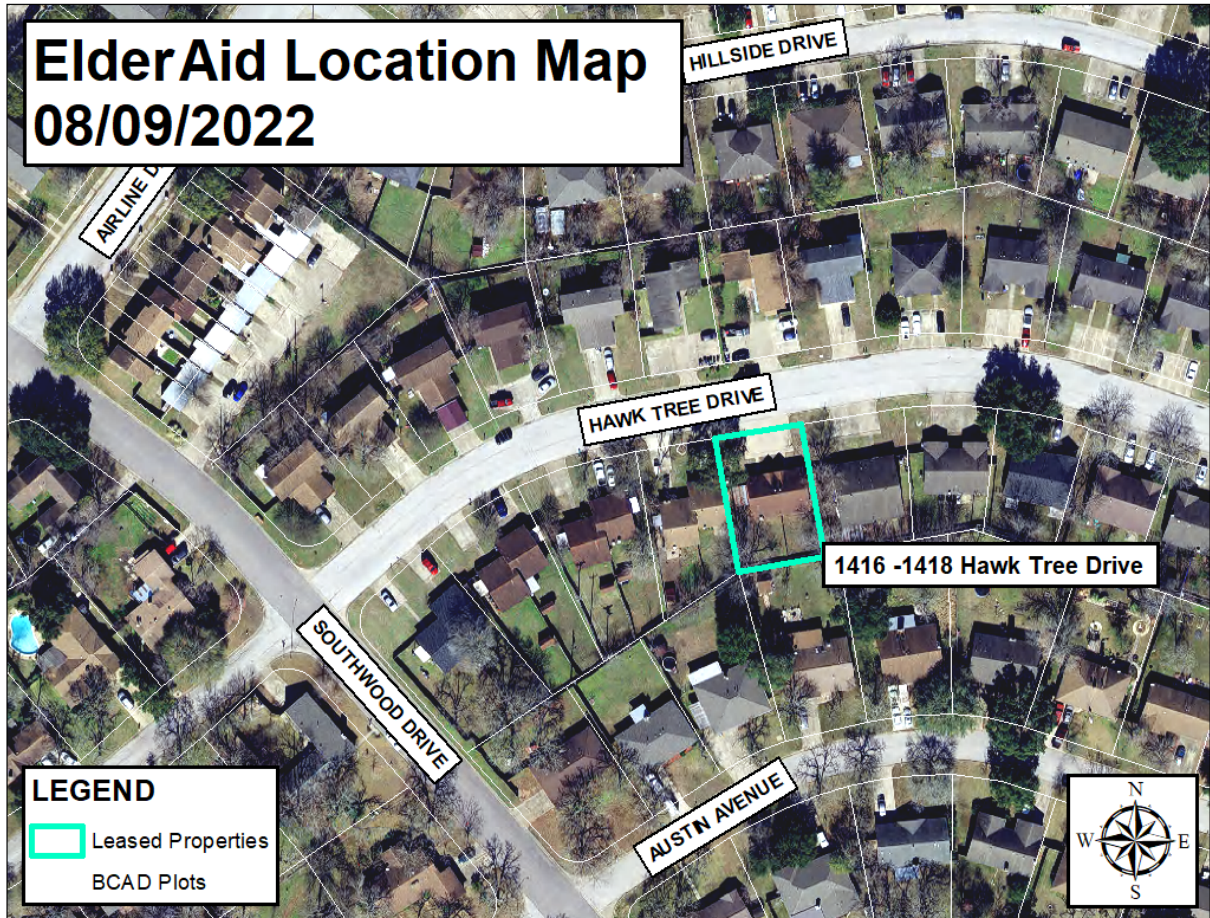 ElderAid Location Map
08/09/2022
HILLSIDE DRIVE
AIRLINE D
HAWK TREE DRIVE
1416 -1418 Hawk Tree Drive
SOUTHWOOD DRIVE
AUSTIN AVENUE
LEGEND
Leased Properties
BCAD Plots
N
W E
S